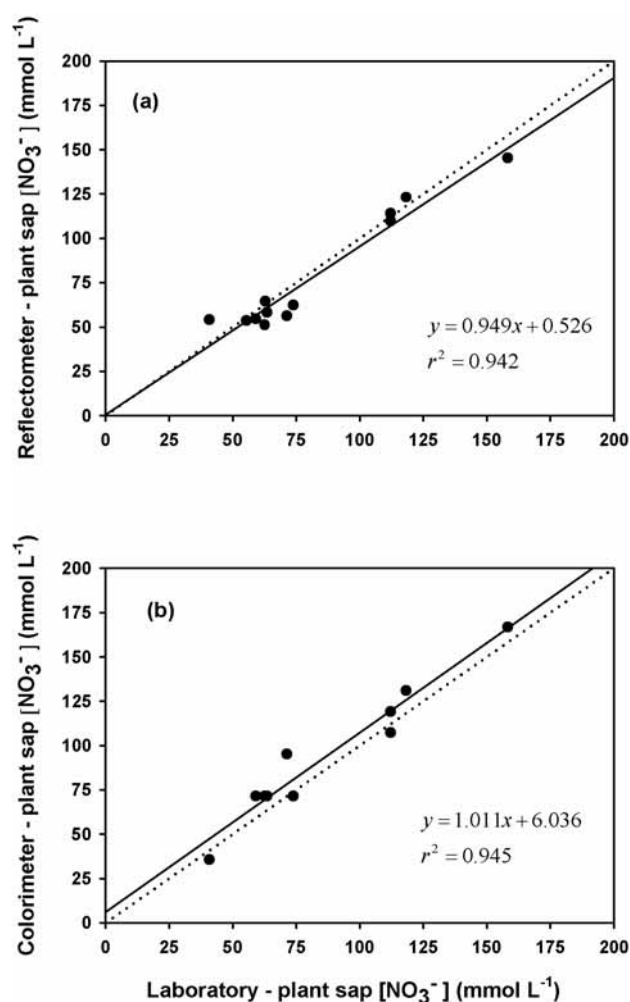 Reflectometer - plant sap [NO₃⁻] (mmol L⁻¹)
200
175
150
125
100
75
50
25
0
(a)
y = 0.949x + 0.526
r² = 0.942
0 25 50 75 100 125 150 175 200
Colorimeter - plant sap [NO₃⁻] (mmol L⁻¹)
200
175
150
125
100
75
50
25
0
(b)
y = 1.011x + 6.036
r² = 0.945
0 25 50 75 100 125 150 175 200
Laboratory - plant sap [NO₃⁻] (mmol L⁻¹)